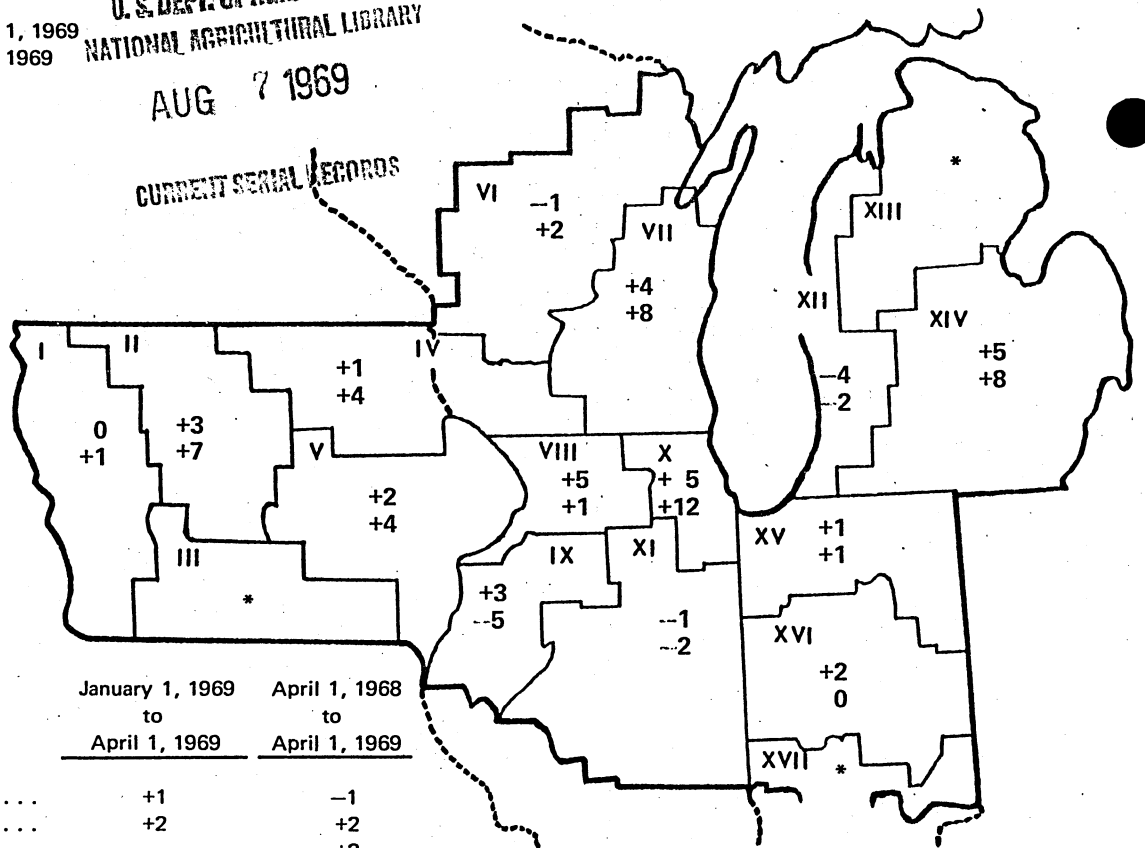 1, 1969
1969
NATIONAL AGRICULTURAL LIBRARY
AUG 7 1969
CURRENT SERIAL RECORDS
VI
−1
+2
VII
+4
+8
XIII
*
XII
−4
−2
XIV
+5
+8
I
0
+1
II
+3
+7
IV
+1
+4
V
+2
+4
III
*
VIII
+5
+1
X
+ 5
+12
IX
+3
−5
XI
−1
−2
XV
+1
+1
XVI
+2
0
XVII
*
January 1, 1969 April 1, 1968
to to
April 1, 1969 April 1, 1969
... +1 −1
... +2 +2